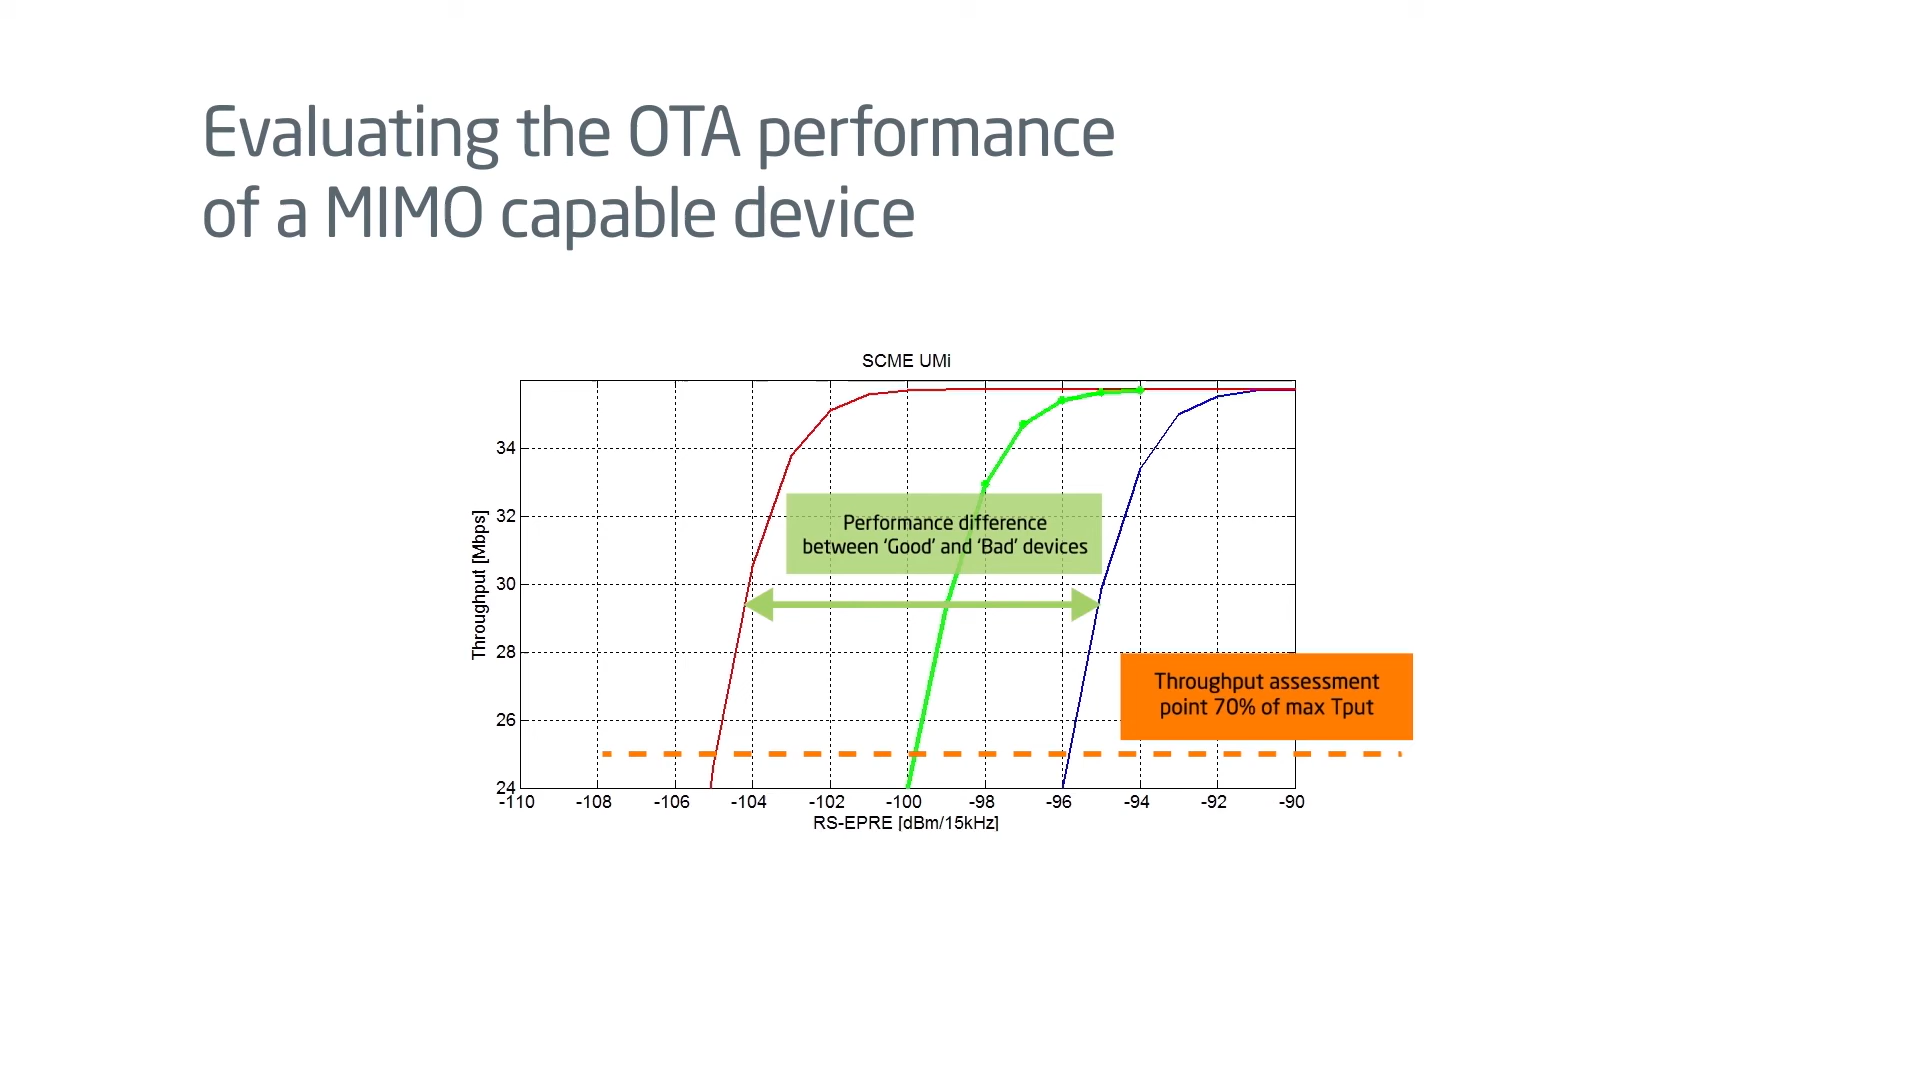 Evaluating the OTA performance
of a MIMO capable device
SCME UMi
34
32
30
28
26
24
Throughput [Mbps]
Performance difference
between ‘Good’ and ‘Bad’ devices
Throughput assessment
point 70% of max Tput
-110 -108 -106 -104 -102 -100 -98 -96 -94 -92 -90
RS-EPRE [dBm/15kHz]